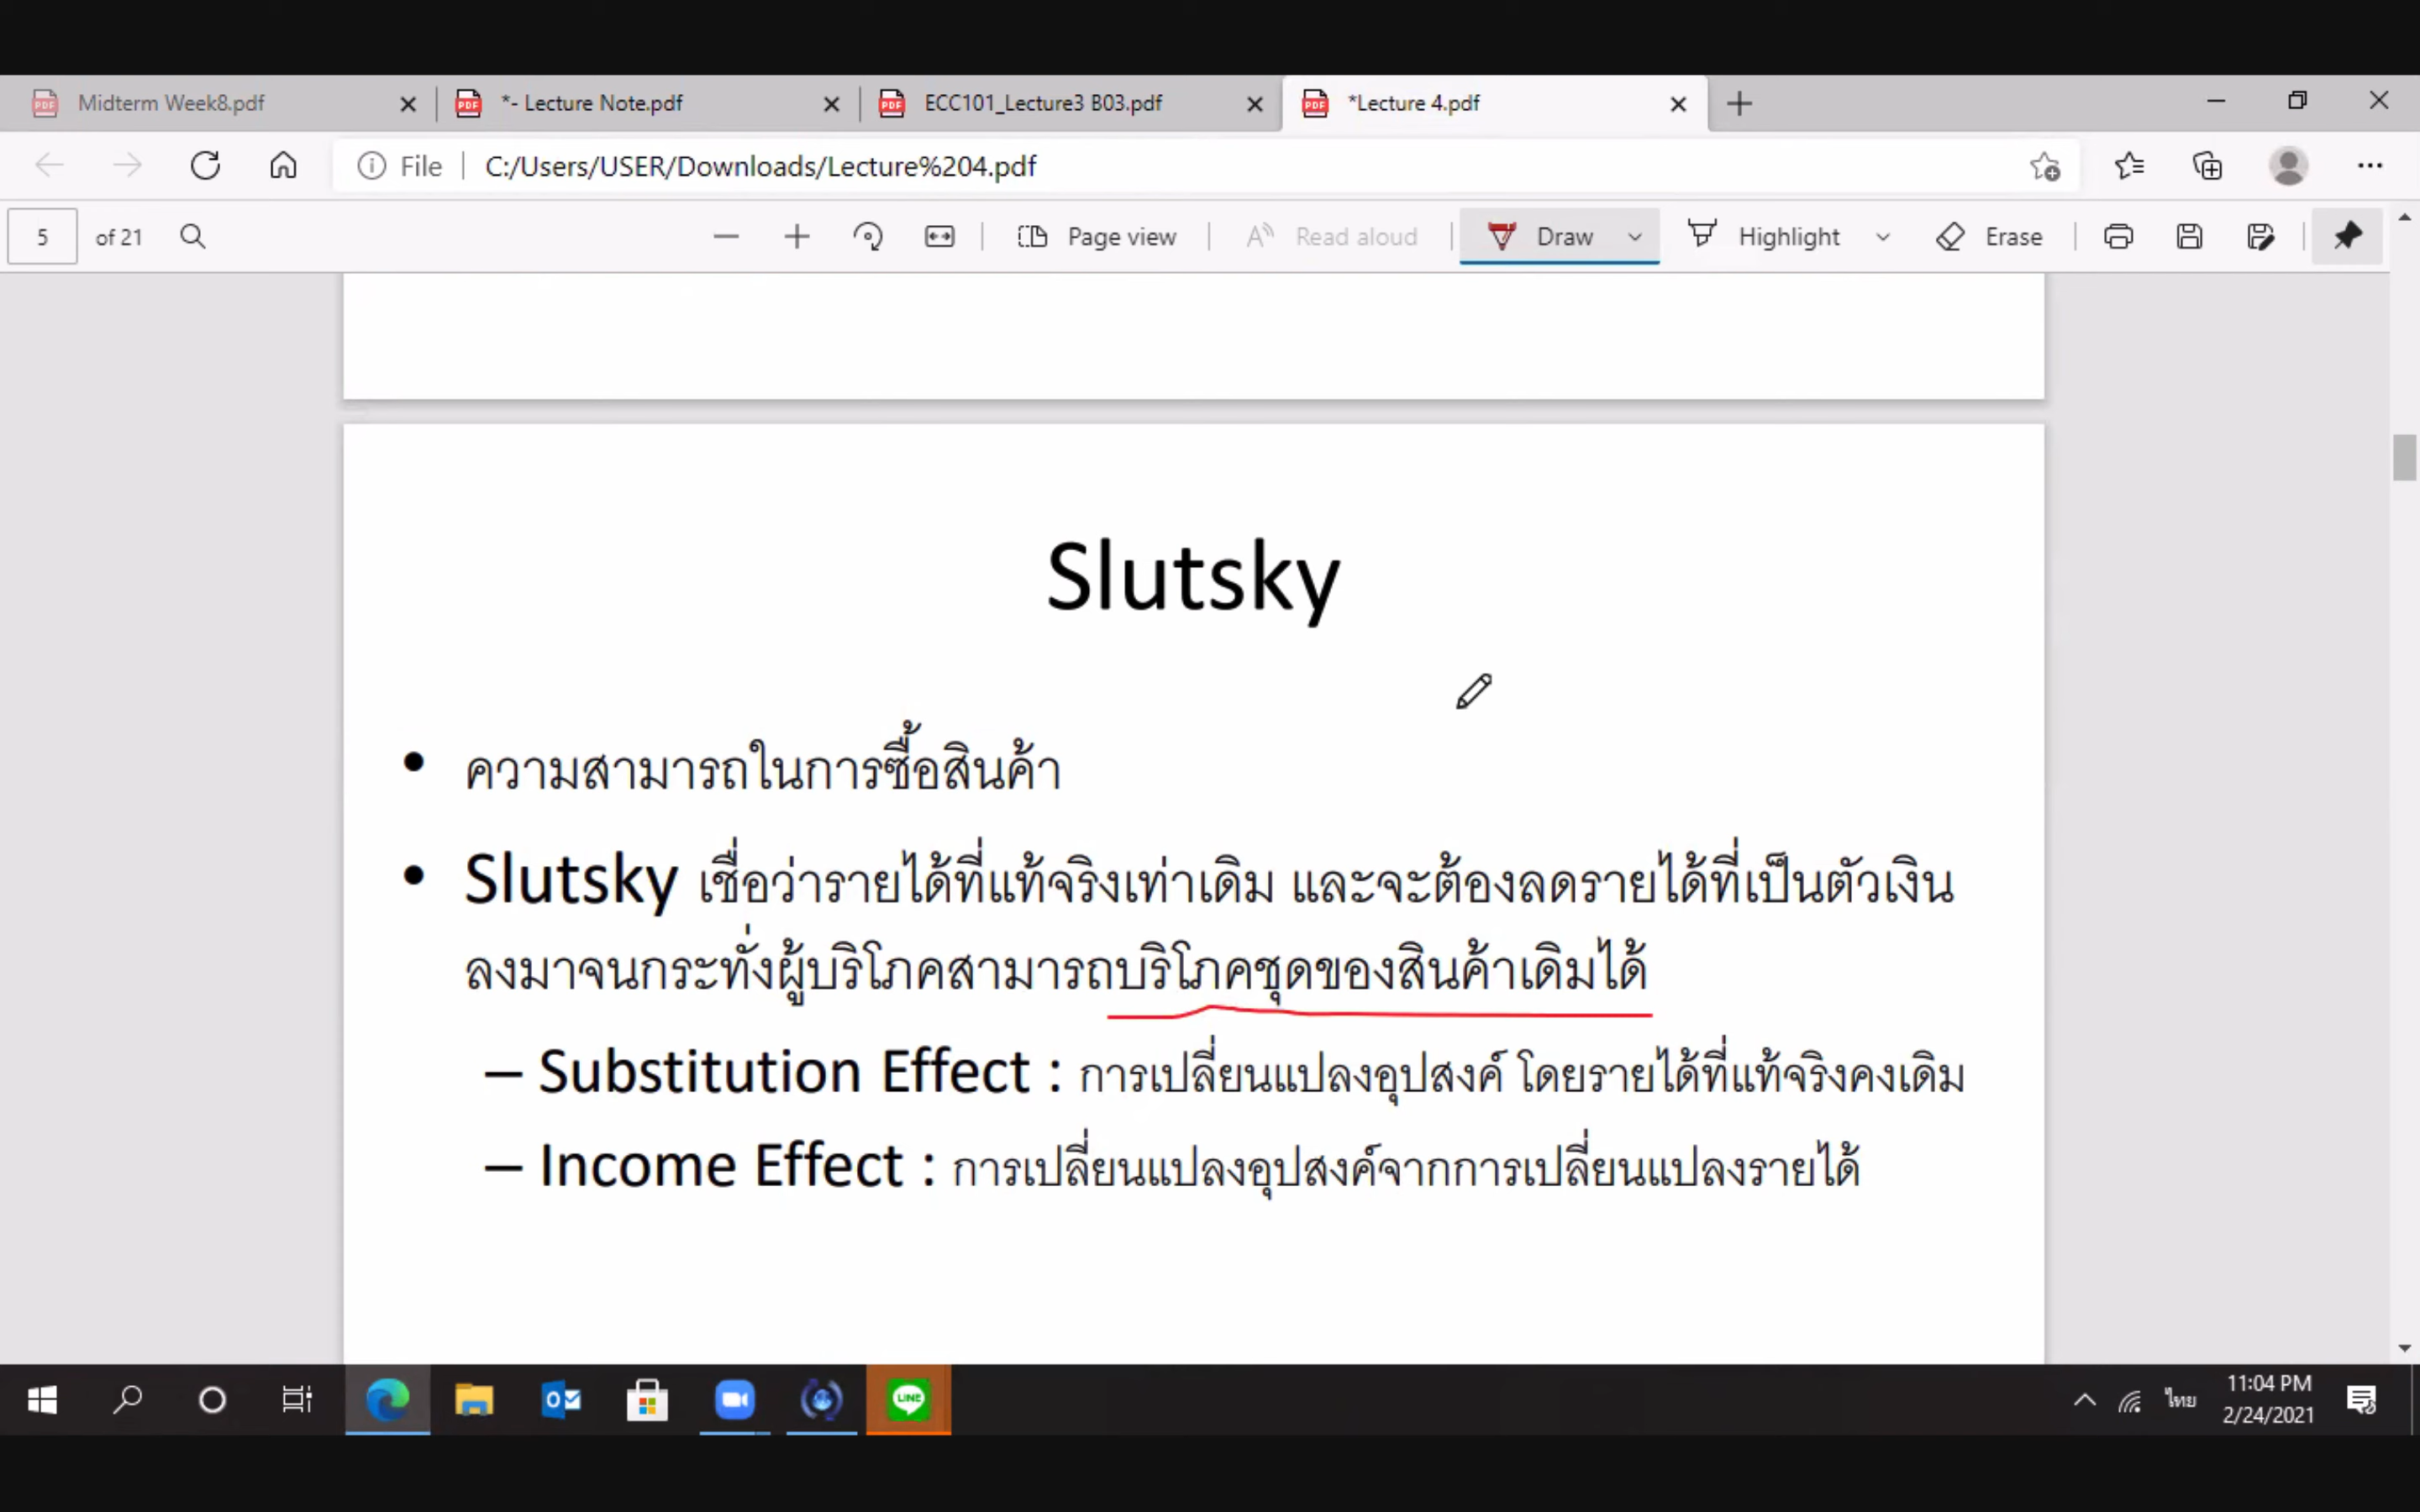 Midterm Week8.pdf
*- Lecture Note.pdf
ECC101_Lecture3 B03.pdf
*Lecture 4.pdf
File
C:/Users/USER/Downloads/Lecture%204.pdf
5 of 21
Page view
Read aloud
Draw
Highlight
Erase
Slutsky
• ความสามารถในการซื้อสินค้า
• Slutsky เชื่อว่ารายได้ที่แท้จริงเท่าเดิม และจะต้องลดรายได้ที่เป็นตัวเงิน
ลงมาจนกระทั่งผู้บริโภคสามารถบริโภคชุดของสินค้าเดิมได้
– Substitution Effect : การเปลี่ยนแปลงอุปสงค์ โดยรายได้ที่แท้จริงคงเดิม
– Income Effect : การเปลี่ยนแปลงอุปสงค์จากการเปลี่ยนแปลงรายได้
LINE
ไทย
11:04 PM
2/24/2021